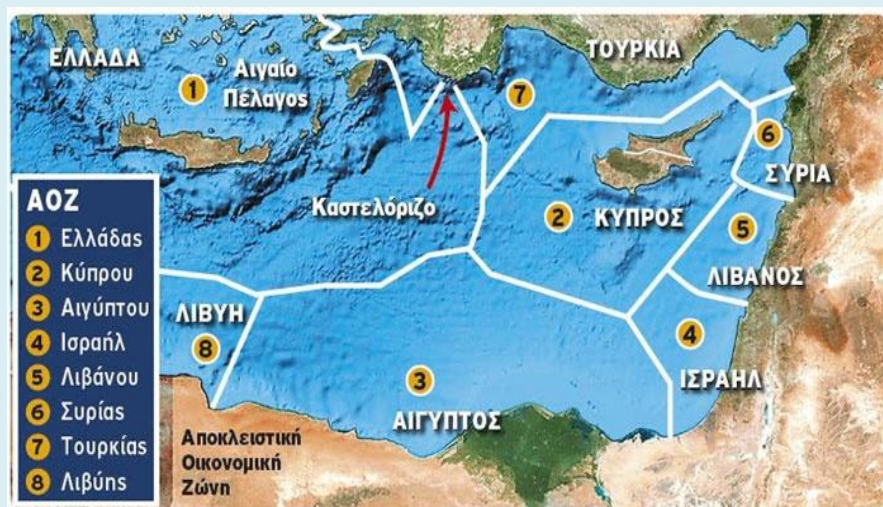 ΕΛΛΑΔΑ
ΤΟΥΡΚΙΑ
1
Αιγαίο
Πέλαγος
7
6
ΣΥΡΙΑ
Καστελόριζο
2
ΚΥΠΡΟΣ
5
ΛΙΒΑΝΟΣ
ΛΙΒΥΗ
8
4
ΙΣΡΑΗΛ
3
ΑΙΓΥΠΤΟΣ
ΑΟΖ
1 Ελλάδας
2 Κύπρου
3 Αιγύπτου
4 Ισραήλ
5 Λιβάνου
6 Συρίας
7 Τουρκίας
8 Λιβύης
Αποκλειστική
Οικονομική
Ζώνη